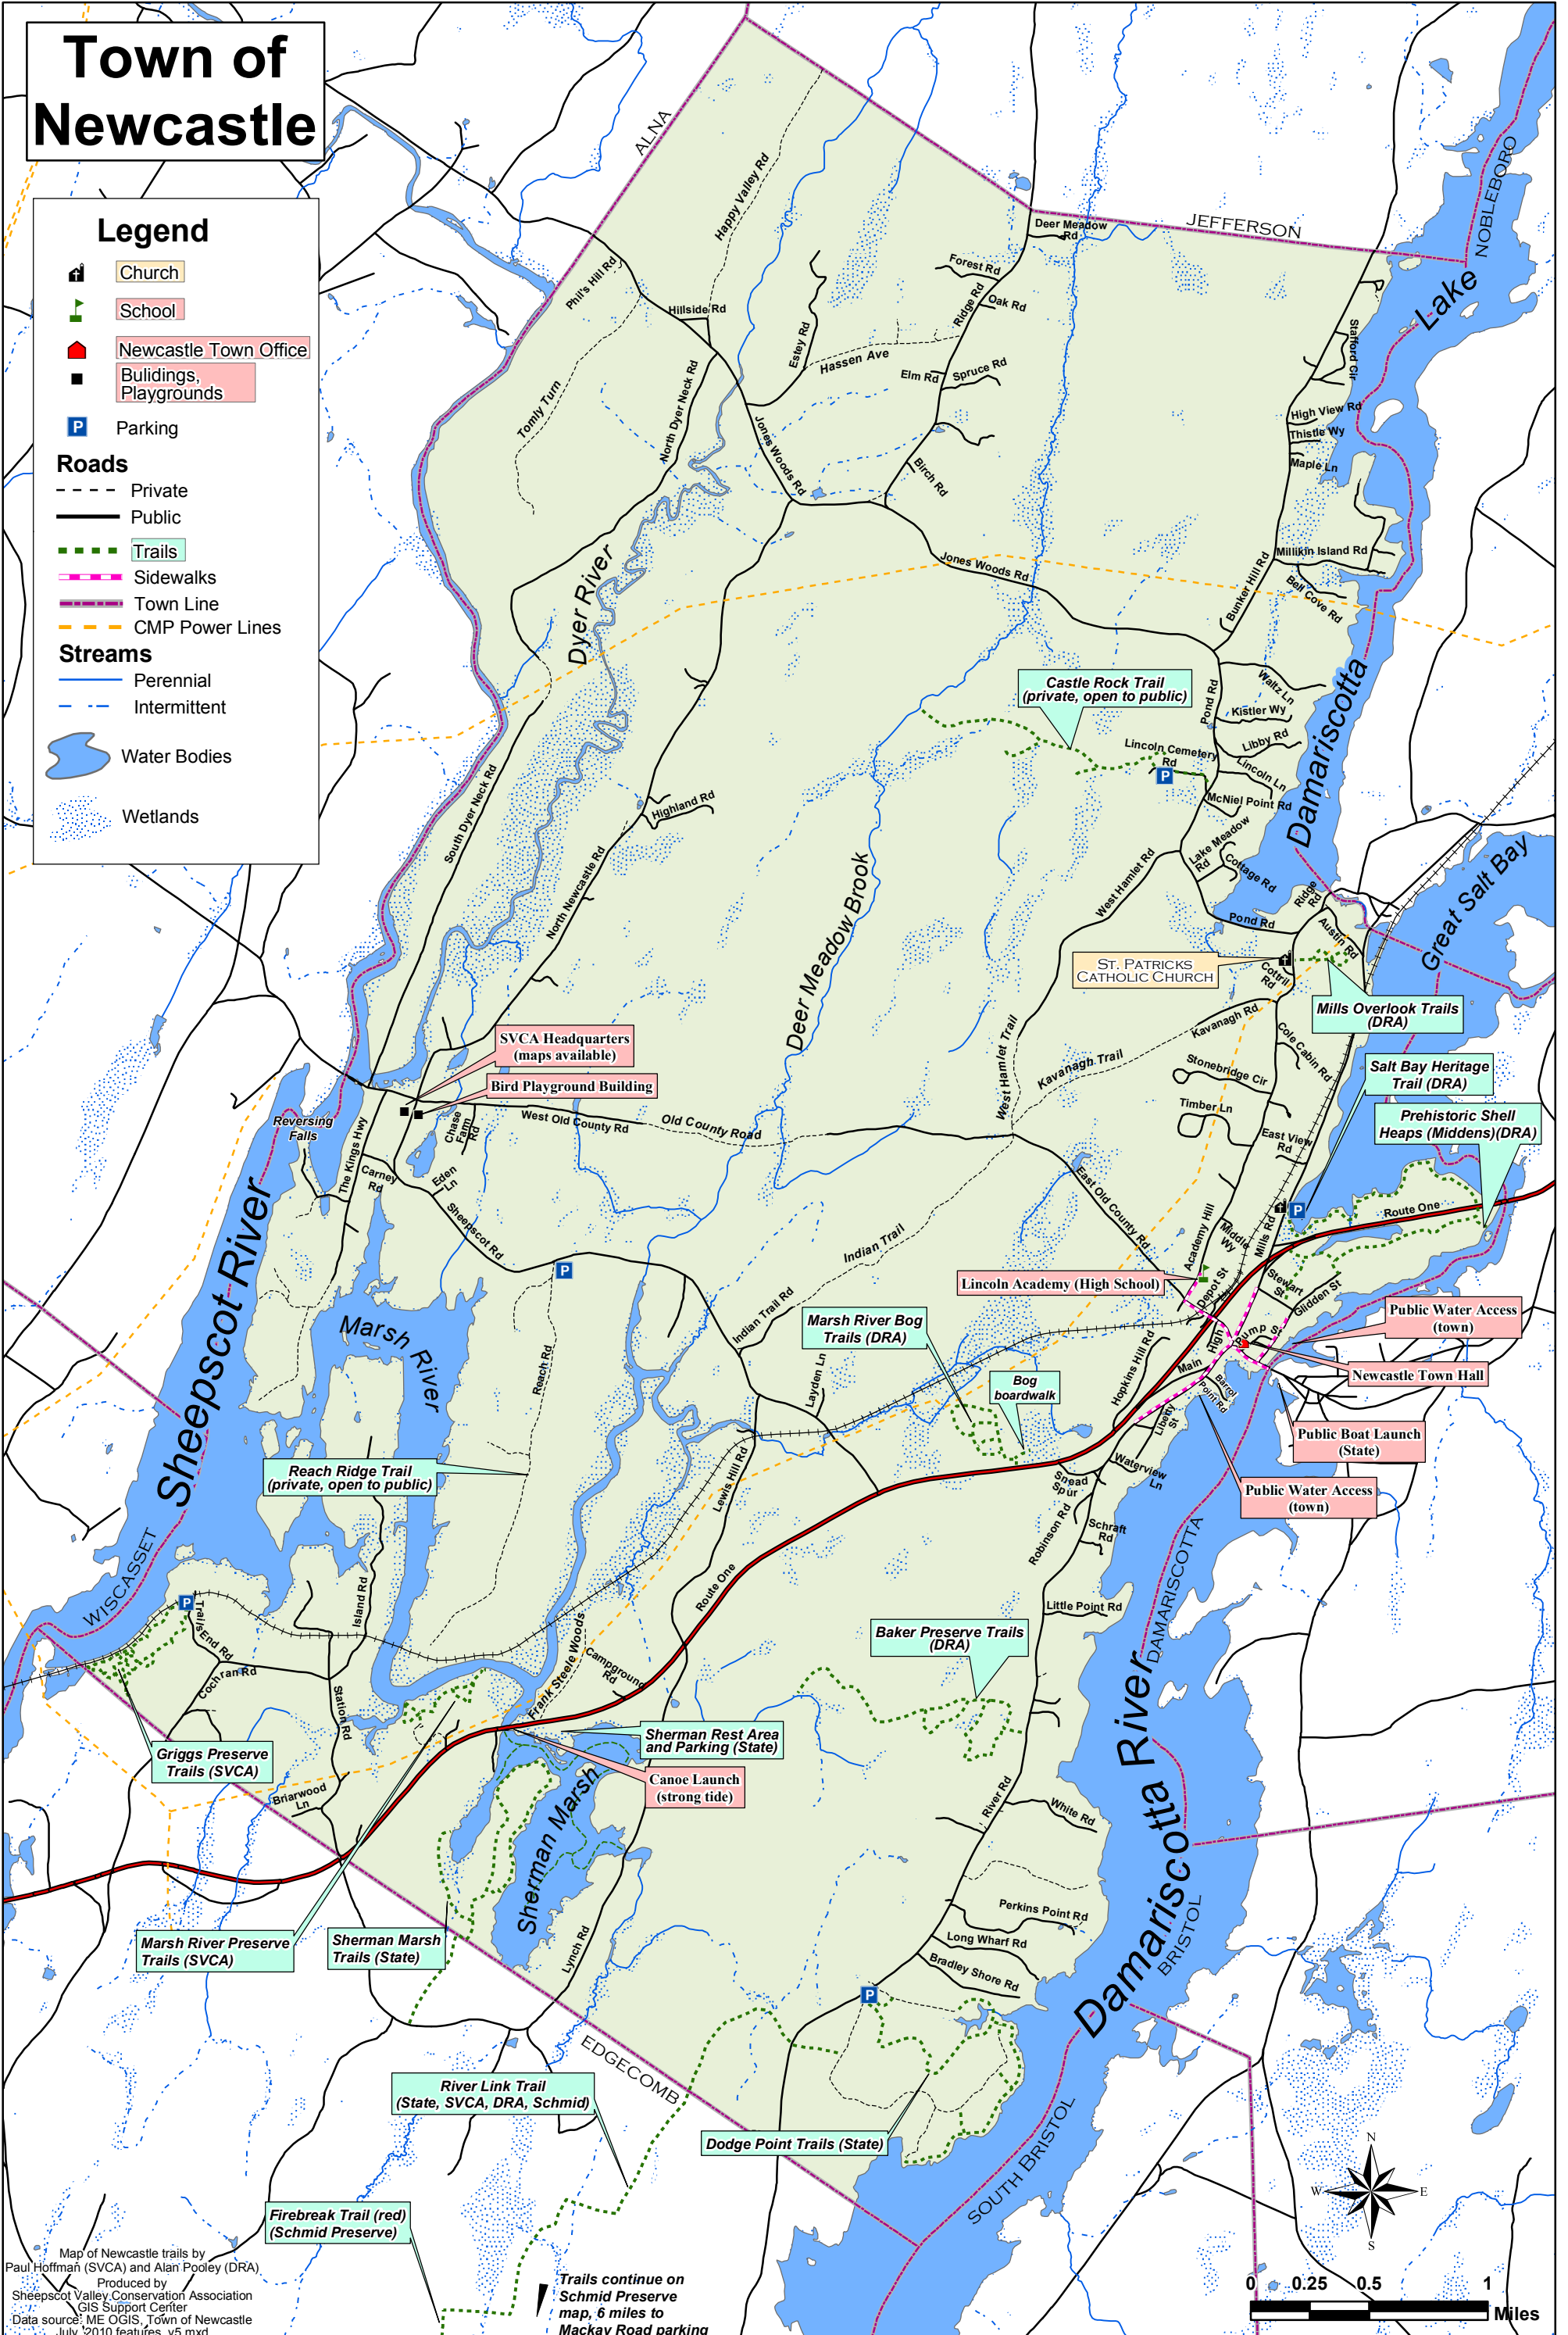 Town of
Newcastle
Legend
Church
School
Newcastle Town Office
Bulidings,
Playgrounds
Parking
Roads
Private
Public
Trails
Sidewalks
Town Line
CMP Power Lines
Streams
Perennial
Intermittent
Water Bodies
Wetlands
ALNA
JEFFERSON
NOBLEBORO
Happy Valley Rd
Deer Meadow
Rd
Phil's Hill Rd
Forest Rd
Ridge Rd
Oak Rd
Hillside Rd
Estey Rd
Hassen Ave
Elm Rd
Spruce Rd
Stafford Cir
Lake
Tomly Turn
North Dyer Neck Rd
Jones Woods Rd
Birch Rd
High View Rd
Thistle Wy
Maple Ln
Jones Woods Rd
Millikin Island Rd
Bunker Hill Rd
Bell Cove Rd
Dyer River
Castle Rock Trail
(private, open to public)
Pond Rd
Waltz Ln
Kistler Wy
Libby Rd
Lincoln Cemetery
Rd
P
Lincoln Ln
McNiel Point Rd
Damariscotta
South Dyer Neck Rd
Highland Rd
Lake Meadow
Rd
Cottage Rd
West Hamlet Rd
North Newcastle Rd
Deer Meadow Brook
Ridge
Rd
Pond Rd
Austin Rd
Great Salt Bay
St. Patricks
Catholic Church
Cottril
Rd
Mills Overlook Trails
(DRA)
Kavanagh Rd
Cole Cabin Rd
SVCA Headquarters
(maps available)
Bird Playground Building
West Hamlet Trail
Kavanagh Trail
Stonebridge Cir
Salt Bay Heritage
Trail (DRA)
Timber Ln
Prehistoric Shell
Heaps (Middens)(DRA)
Reversing
Falls
Chase
Farm
Rd
West Old County Rd
Old County Road
East View
Rd
The Kings Hwy
Carney
Rd
Eden
Ln
Sheepscot Rd
East Old County Rd
Academy Hill
Middle
Wy
Mills Rd
P
Route One
Indian Trail
P
Lincoln Academy (High School)
Depot St
Stewart
St
Glidden St
Sheepscot River
Marsh River
Indian Trail Rd
Marsh River Bog
Trails (DRA)
Public Water Access
(town)
High
Pump St
Newcastle Town Hall
Hopkins Hill Rd
Main
Reach Rd
Layden Ln
Bog
boardwalk
Barrol
Point Rd
Libetty
St
Public Boat Launch
(State)
Reach Ridge Trail
(private, open to public)
Lewis Hill Rd
Snead
Spur
Waterview
Ln
Public Water Access
(town)
Robinson Rd
Schraft
Rd
WISCASSET
P
Trails End Rd
Island Rd
Route One
Little Point Rd
DAMARISCOTTA
Baker Preserve Trails
(DRA)
Cochran Rd
Station Rd
Frank Steele Woods
Campground
Rd
Griggs Preserve
Trails (SVCA)
Sherman Rest Area
and Parking (State)
Canoe Launch
(strong tide)
Briarwood
Ln
Sherman Marsh
River Rd
White Rd
Damariscotta River
Perkins Point Rd
Long Wharf Rd
Bradley Shore Rd
BRISTOL
Marsh River Preserve
Trails (SVCA)
Sherman Marsh
Trails (State)
Lynch Rd
P
EDGECOMB
River Link Trail
(State, SVCA, DRA, Schmid)
Dodge Point Trails (State)
SOUTH BRISTOL
Firebreak Trail (red)
(Schmid Preserve)
N
W
E
S
Map of Newcastle trails by
Paul Hoffman (SVCA) and Alan Pooley (DRA)
Produced by
Sheepscot Valley Conservation Association
GIS Support Center
Data source: ME OGIS, Town of Newcastle
July, 2010 features_v5.mxd
Trails continue on
Schmid Preserve
map, 6 miles to
Mackay Road parking
0 0.25 0.5 1
Miles